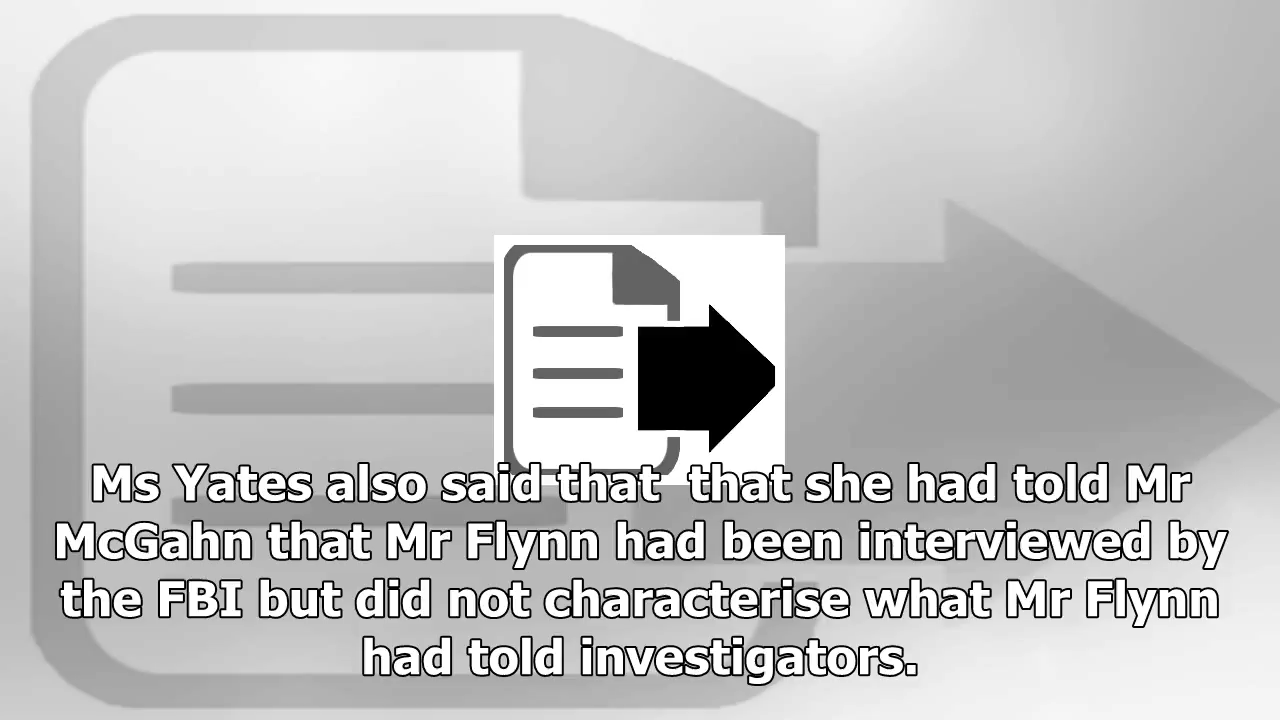 Ms Yates also said that  that she had told Mr
McGahn that Mr Flynn had been interviewed by
the FBI but did not characterise what Mr Flynn
had told investigators.